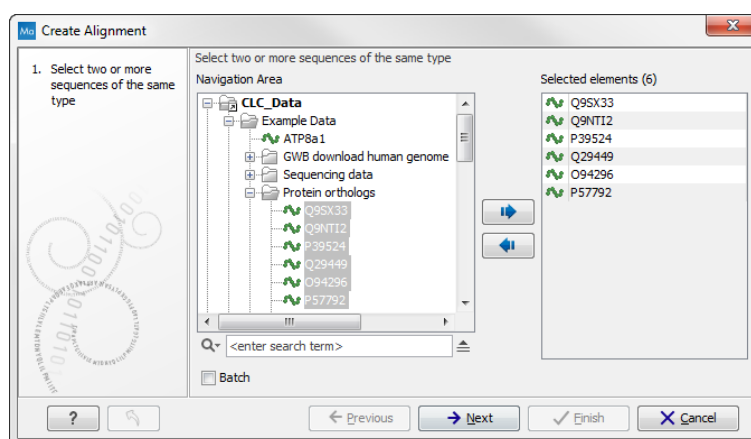 Ma Create Alignment
1. Select two or more
sequences of the same
type
Select two or more sequences of the same type
Navigation Area
CLC_Data
Example Data
ATP8a1
GWB download human genome
Sequencing data
Protein orthologs
Q9SX33
Q9NTI2
P39524
Q29449
O94296
P57792
<enter search term>
Batch
Selected elements (6)
Q9SX33
Q9NTI2
P39524
Q29449
O94296
P57792
?
Previous
Next
Finish
Cancel